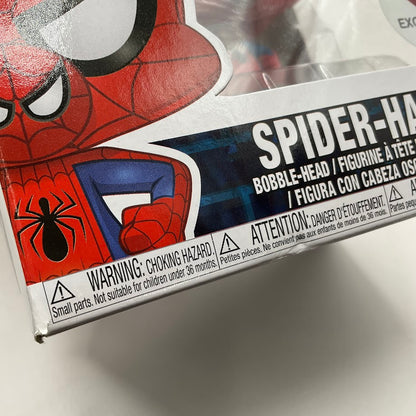 EXC
SPIDER-HA
BOBBLE-HEAD / FIGURINE À TÊTE
/ FIGURA CON CABEZA OS
WARNING: CHOKING HAZARD.
Small parts. Not suitable for children under 36 months.
ATTENTION: DANGER D'ÉTOUFFEMENT.
Petites pièces. Ne convient pas aux enfants de moins de 36 mois.
Partes peque